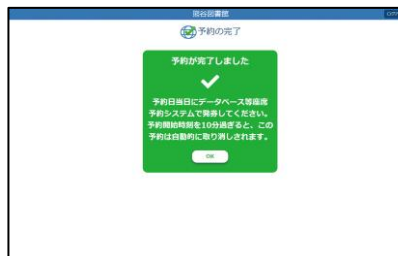 熊谷図書館
予約の完了
予約が完了しました
予約日当日にデータベース等座席
予約システムで発券してください。
予約開始時刻を10分過ぎると、この
予約は自動的に取り消しされます。
OK